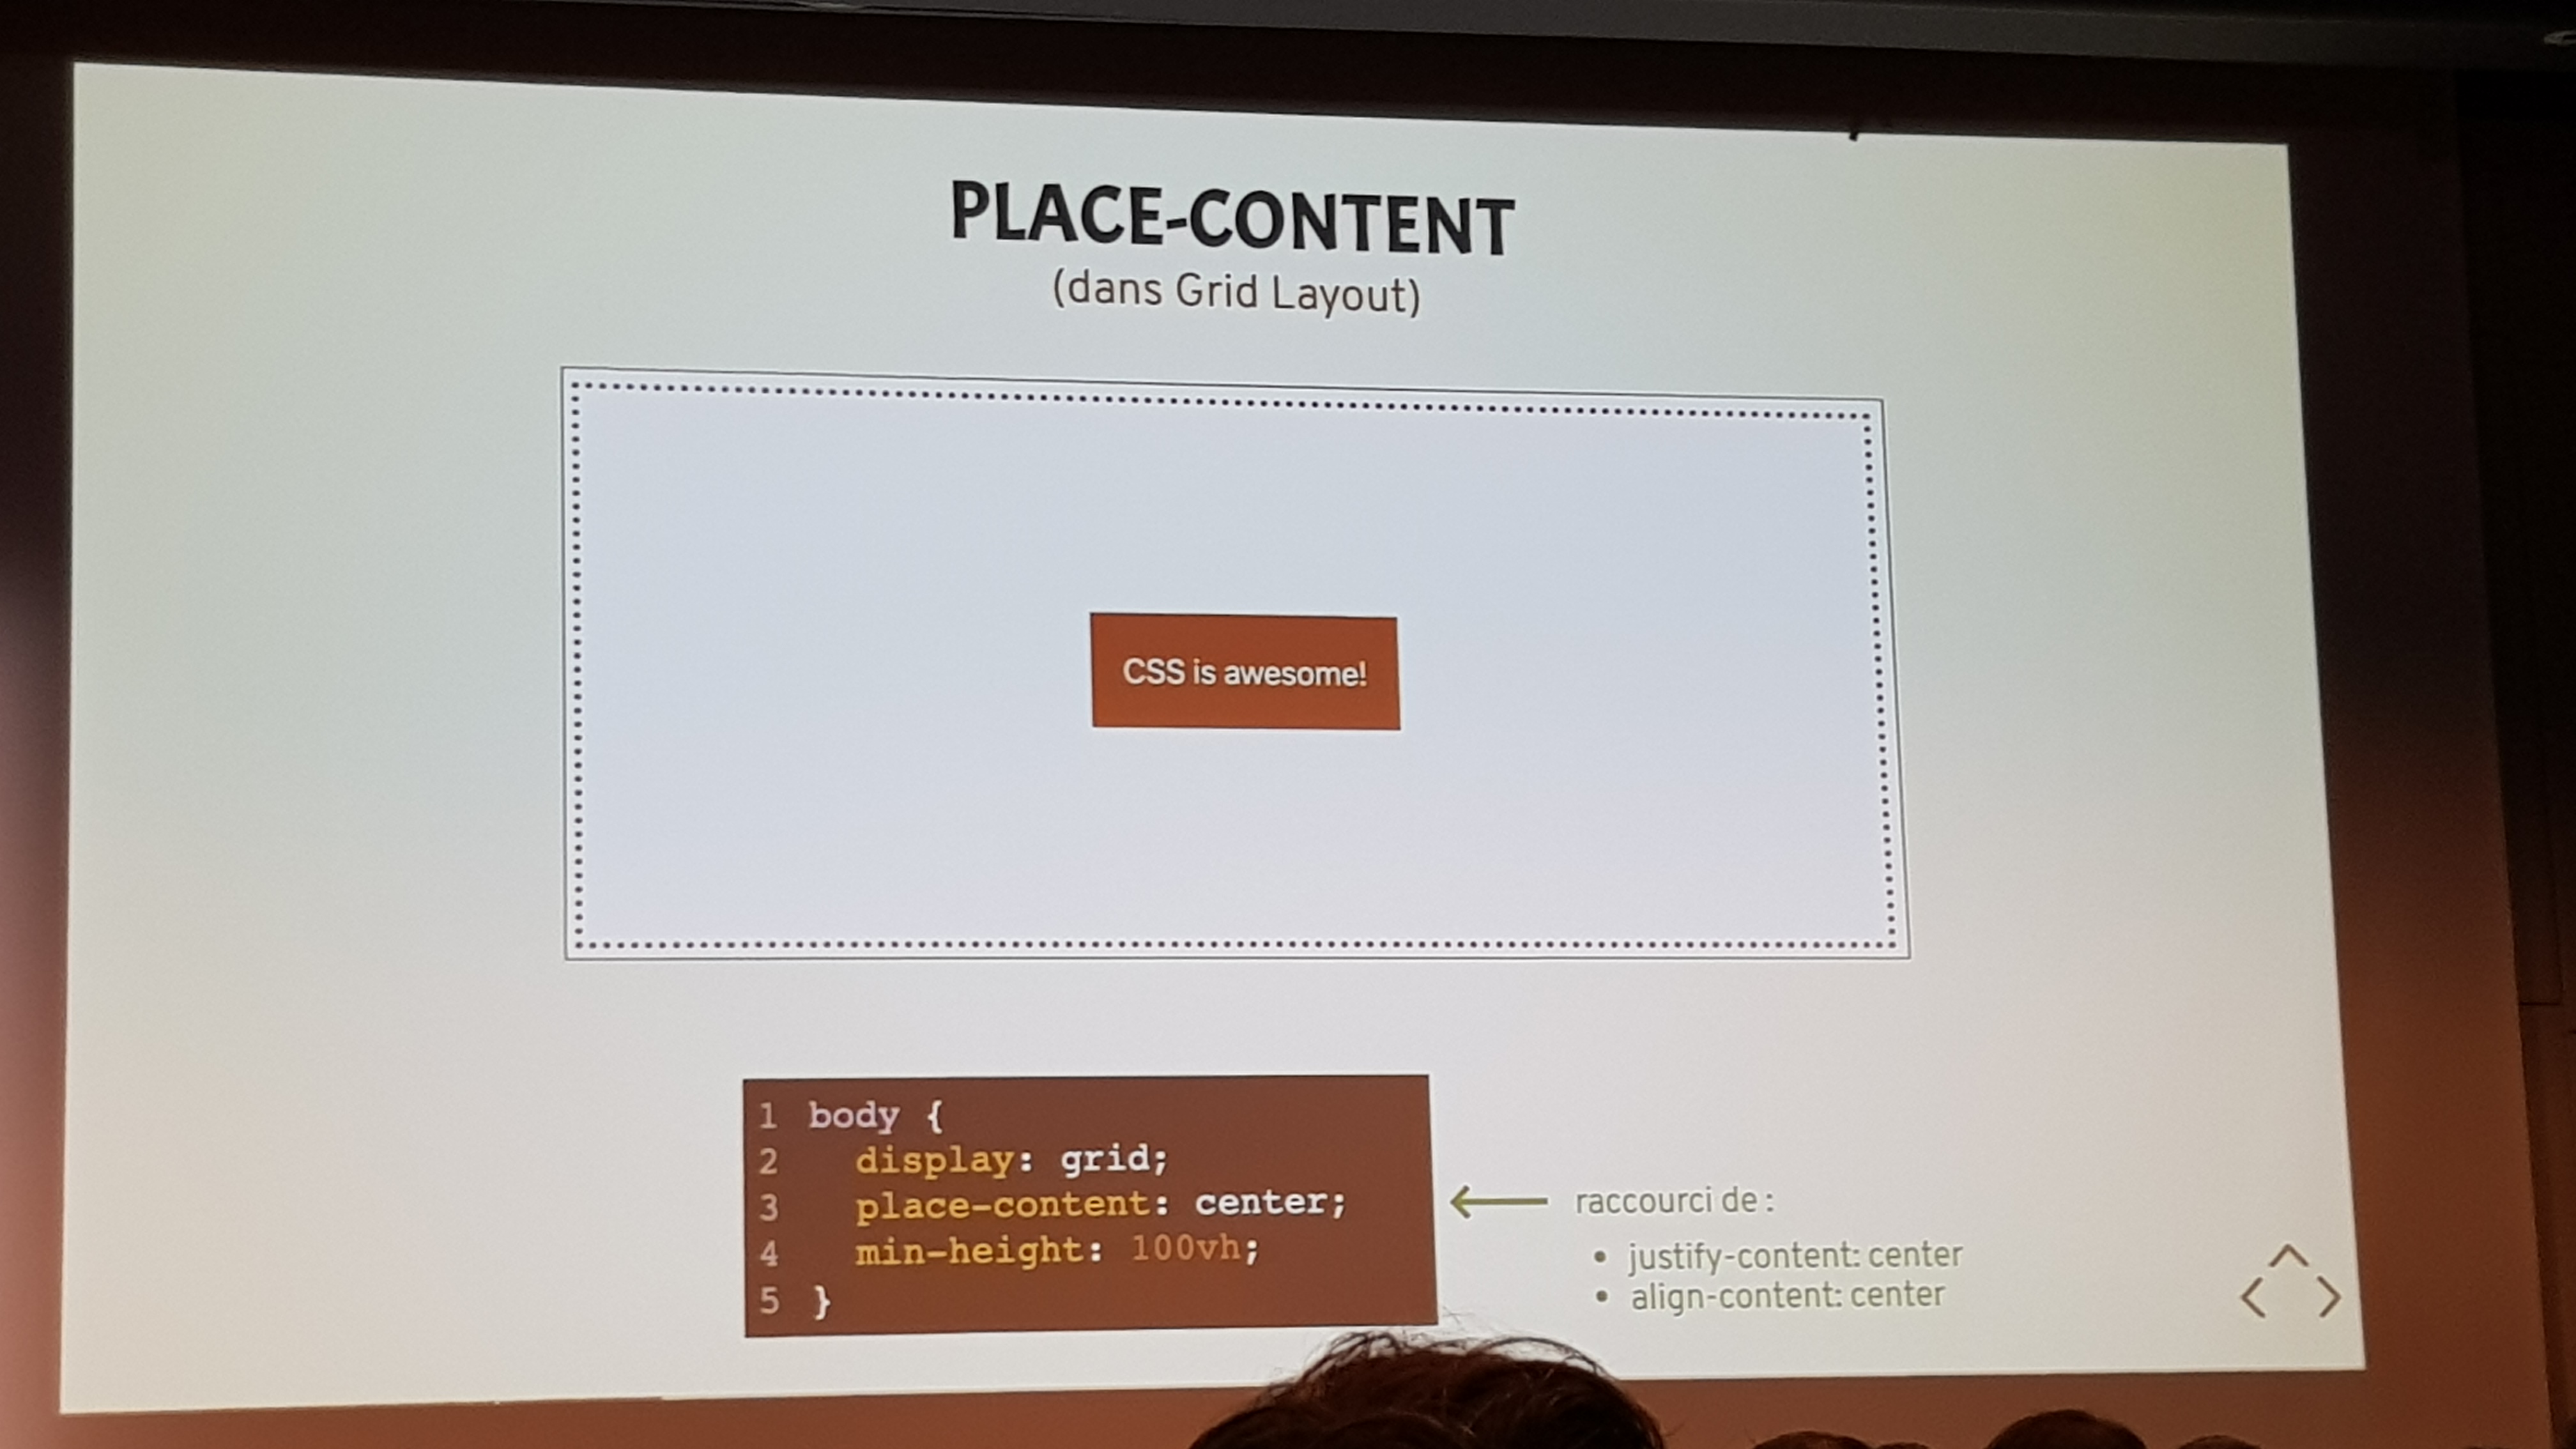 PLACE-CONTENT
(dans Grid Layout)
CSS is awesome!
1 body {
2   display: grid;
3   place-content: center;
4   min-height: 100vh;
5 }
raccourci de :
• justify-content: center
• align-content: center